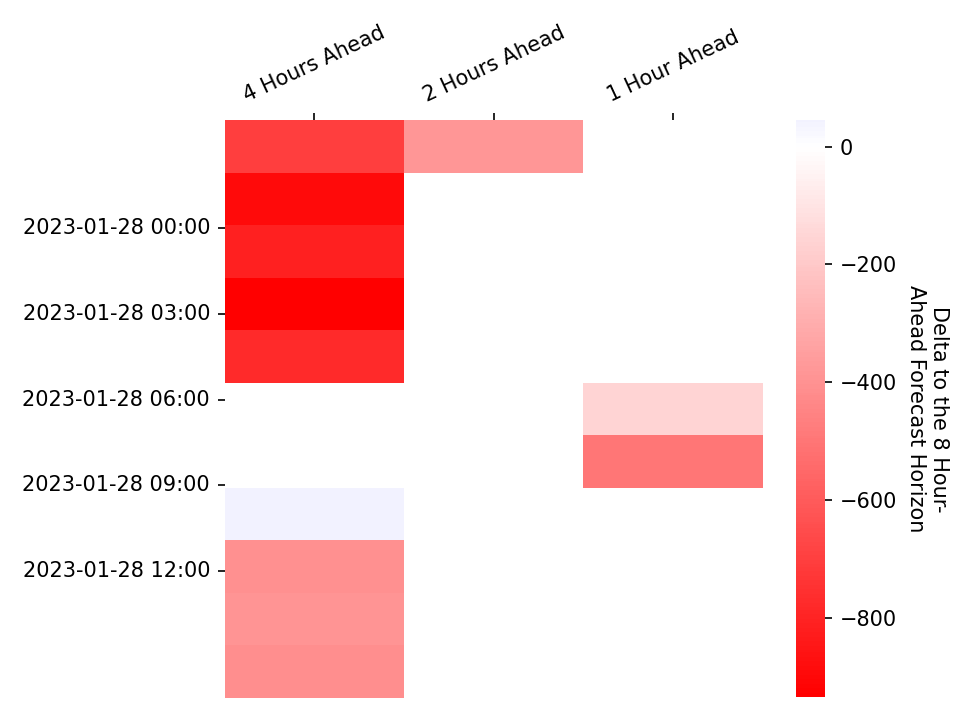 4 Hours Ahead
2 Hours Ahead
1 Hour Ahead
2023-01-28 00:00
2023-01-28 03:00
2023-01-28 06:00
2023-01-28 09:00
2023-01-28 12:00
0
−200
−400
−600
−800
Delta to the 8 Hour-
Ahead Forecast Horizon